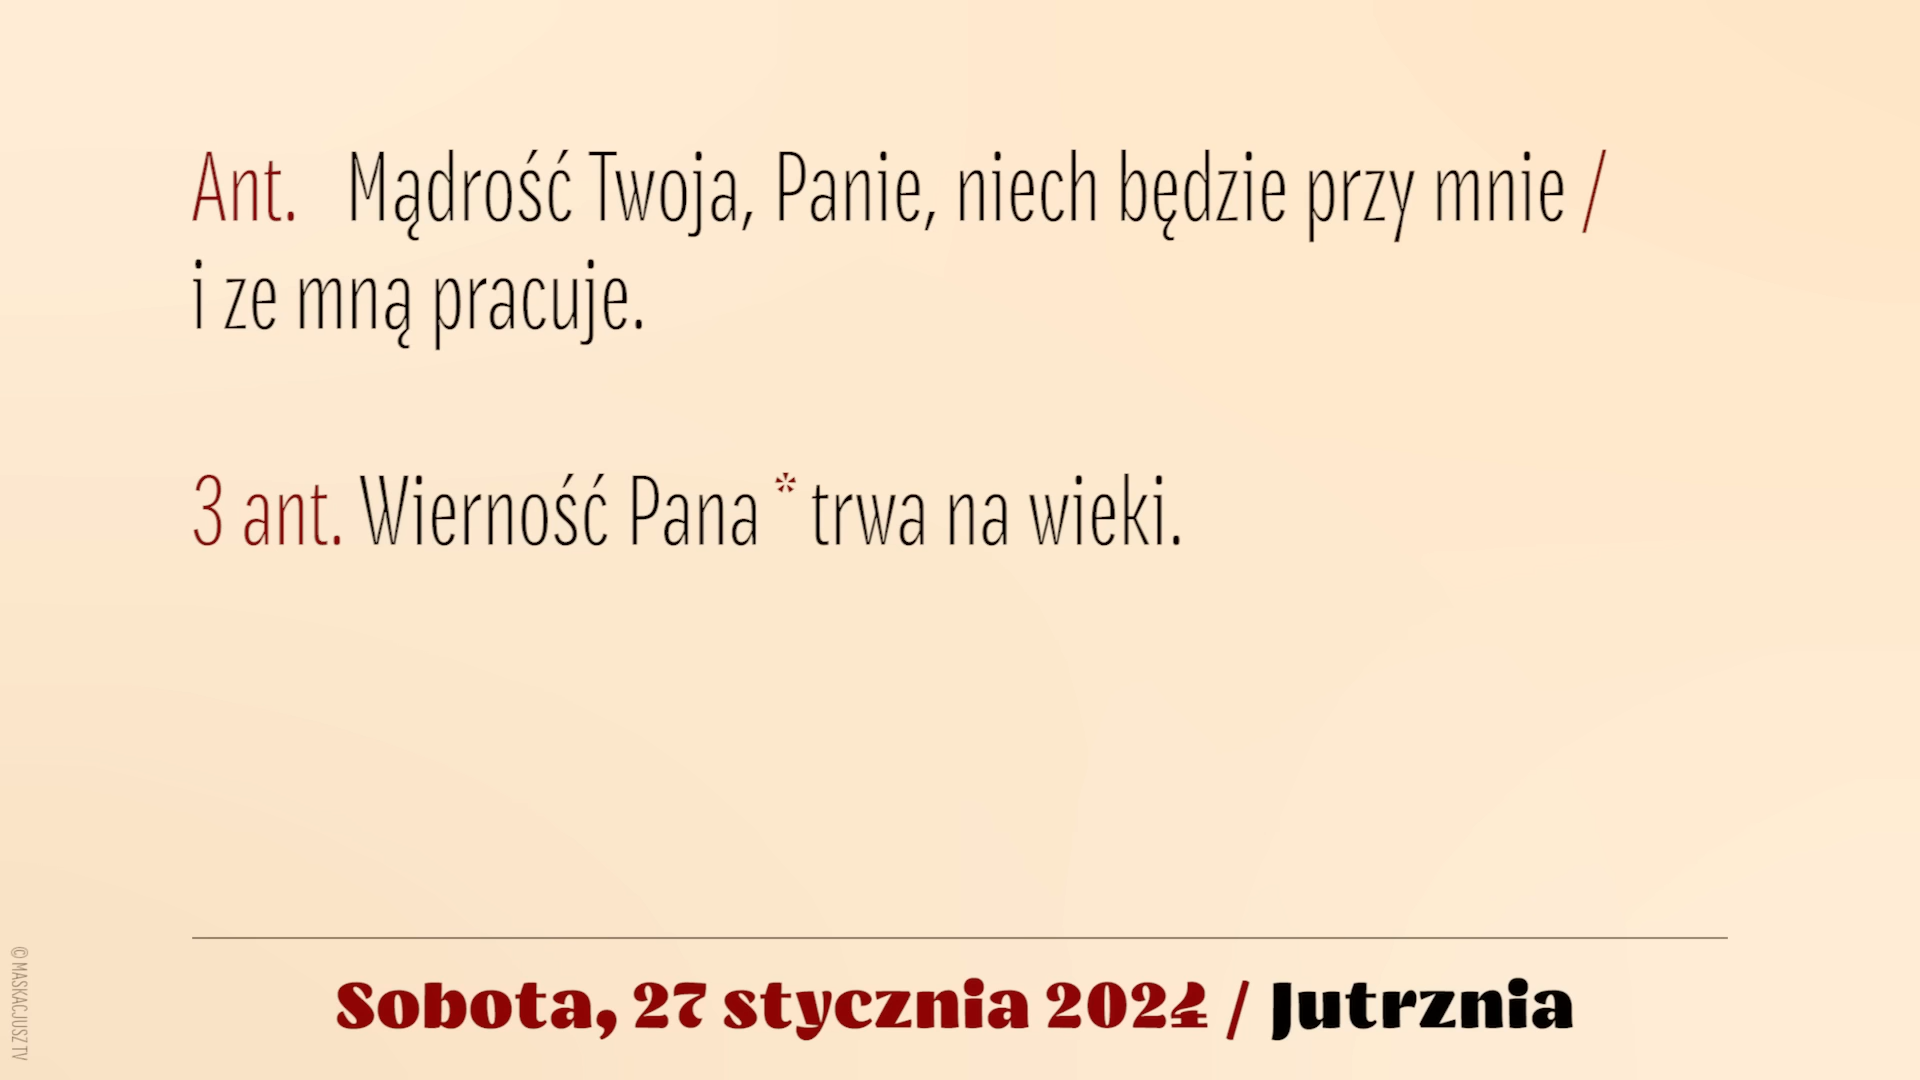 Ant. Mądrość Twoja, Panie, niech będzie przy mnie /
i ze mną pracuje.
3 ant. Wierność Pana * trwa na wieki.
Sobota, 27 stycznia 2024 / Jutrznia
© MASKACJUSZ TV